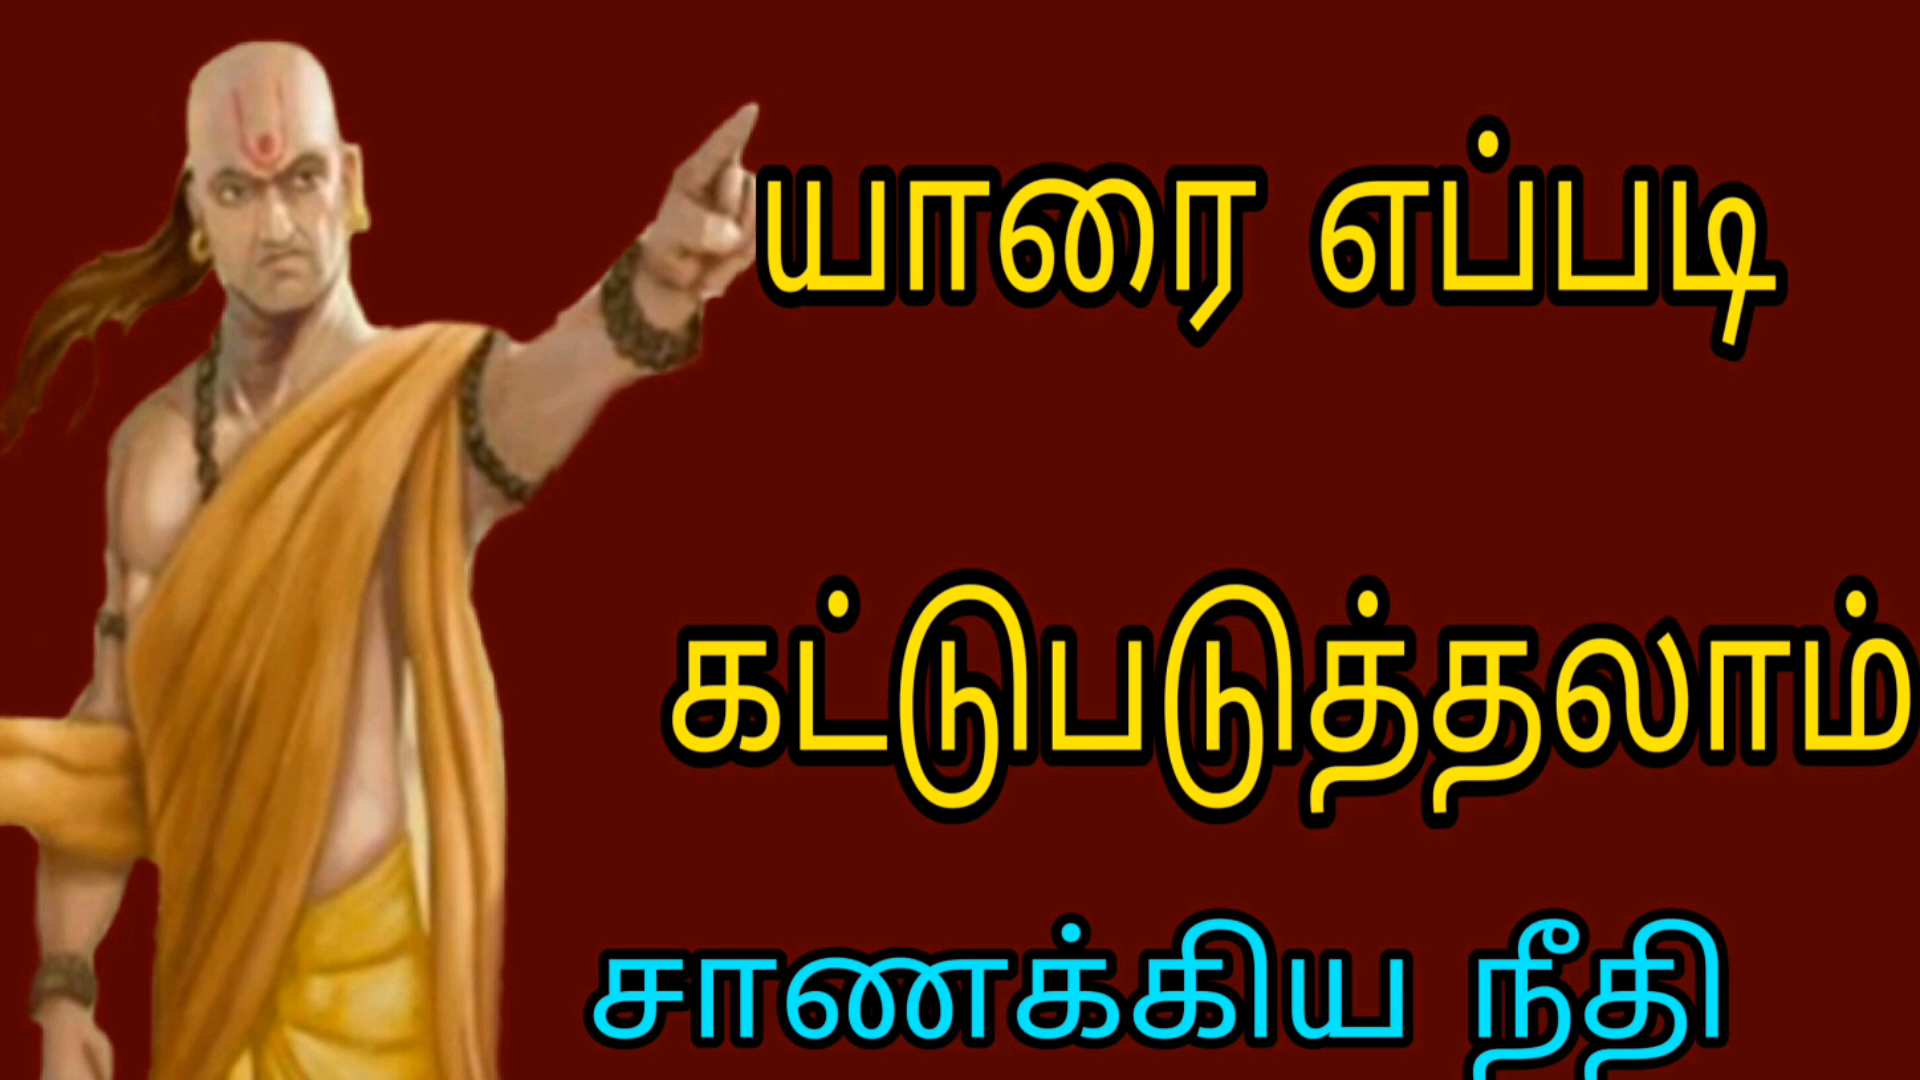 யாரை எப்படி
கட்டுபடுத்தலாம்
சாணக்கிய நீதி